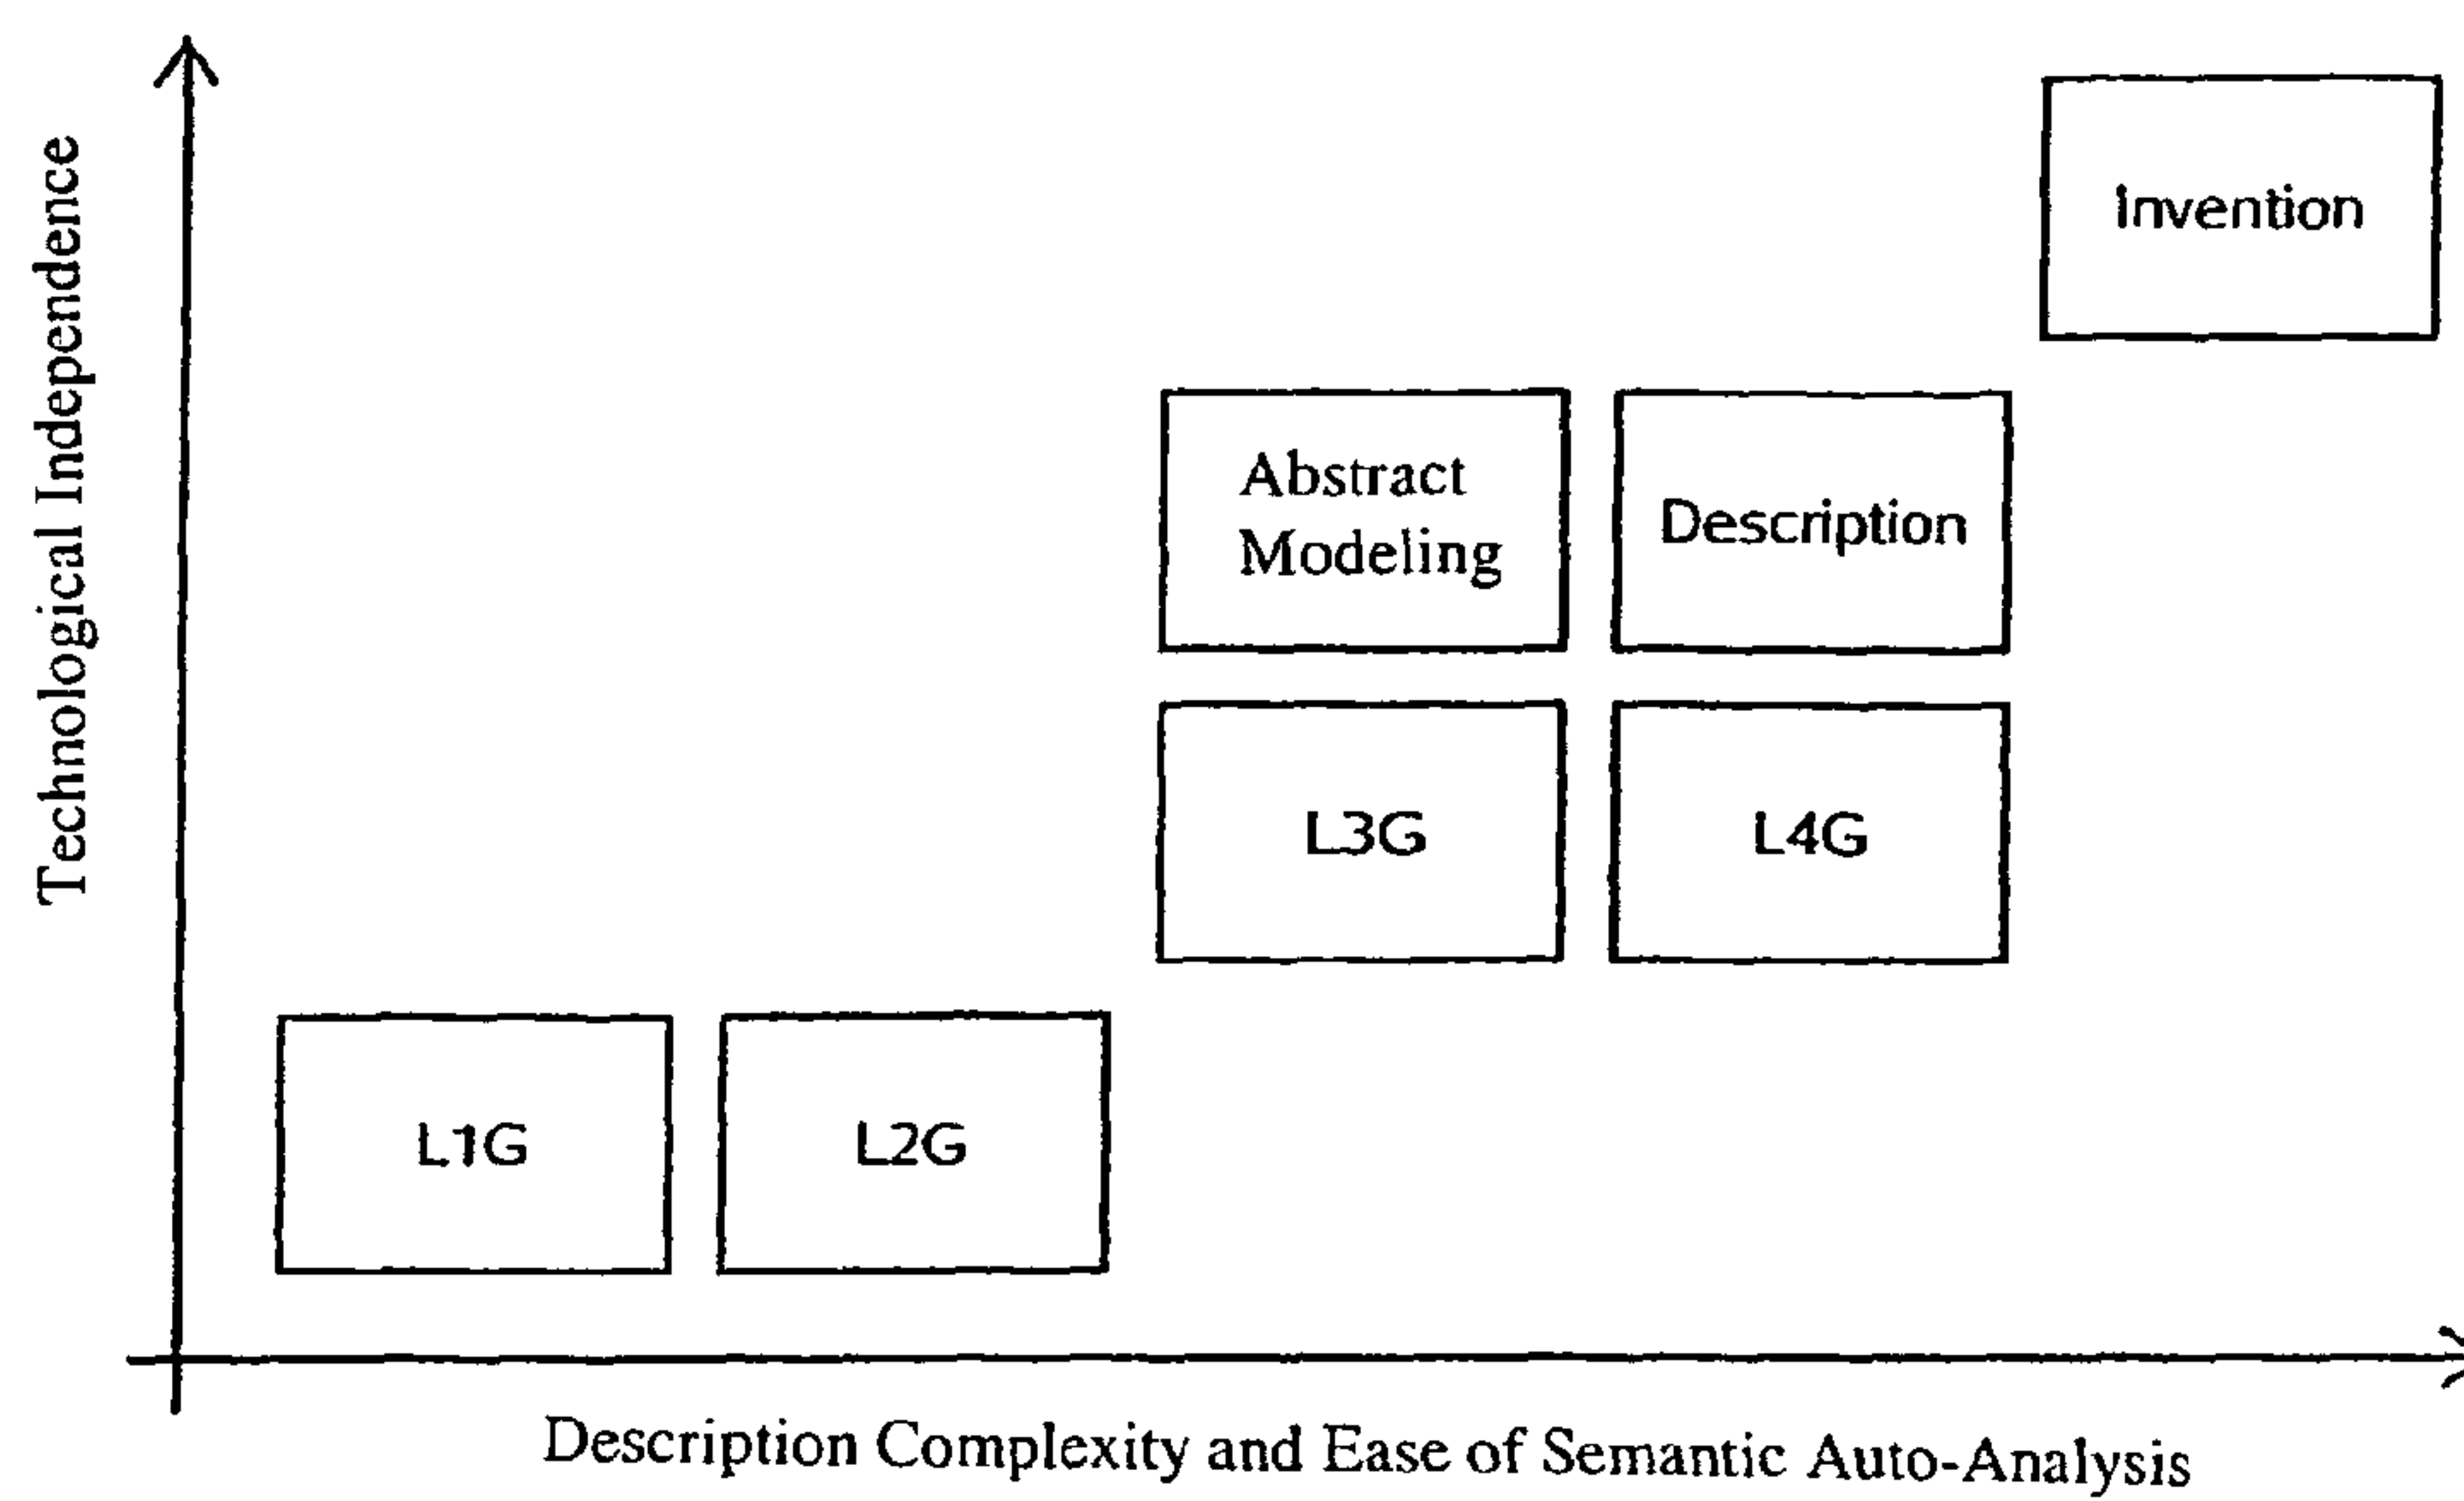 Technological Independence
Invention
Abstract
Modeling
Description
L3G
L4G
L1G
L2G
Description Complexity and Ease of Semantic Auto-Analysis